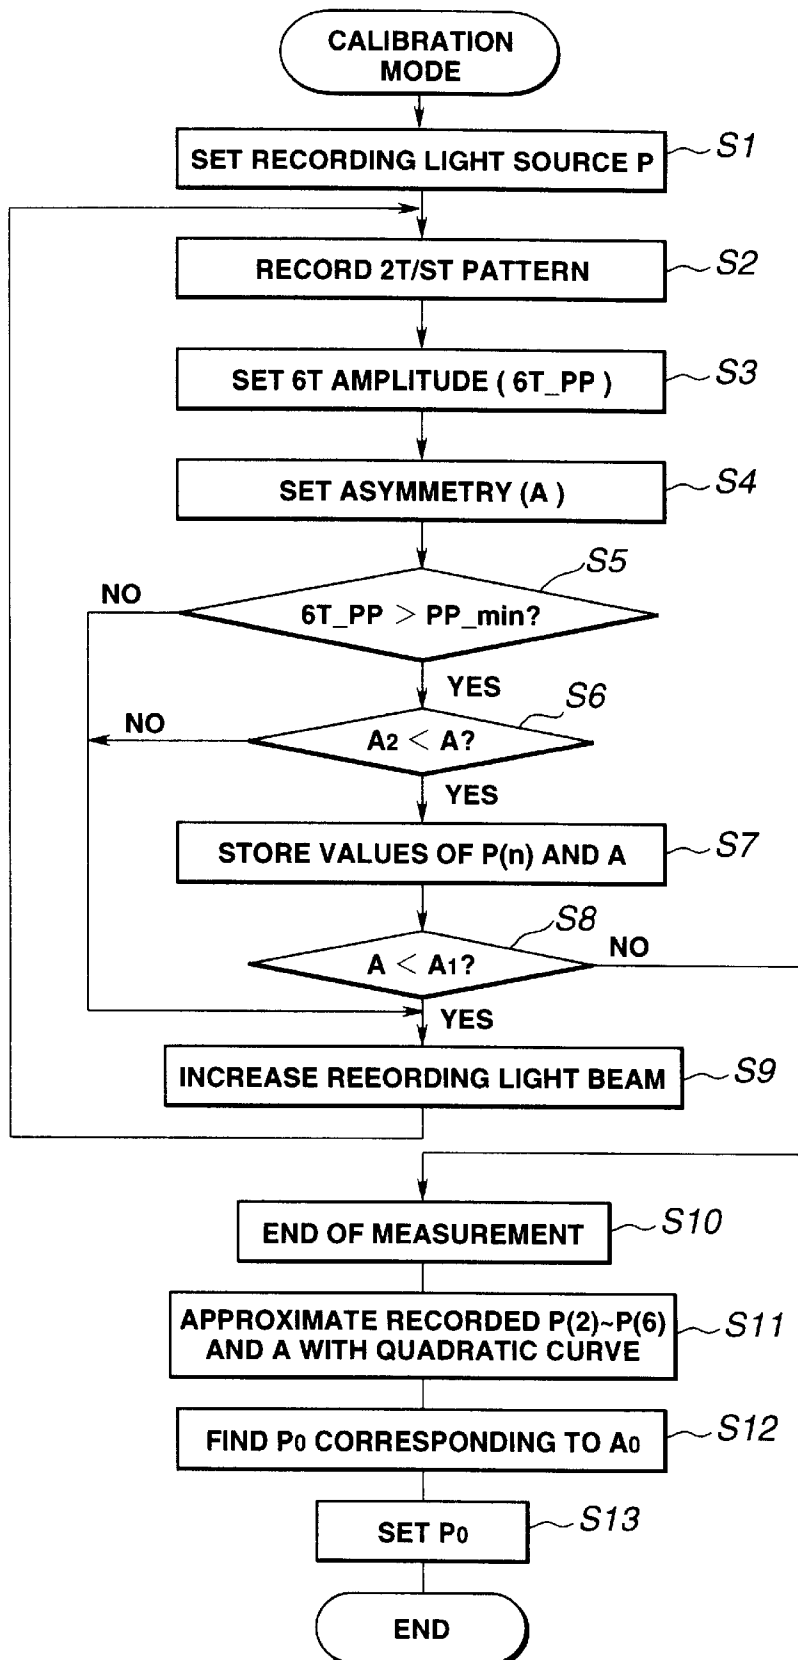 CALIBRATION
MODE
SET RECORDING LIGHT SOURCE P
S1
RECORD 2T/ST PATTERN
S2
SET 6T AMPLITUDE ( 6T_PP )
S3
SET ASYMMETRY (A )
S4
S5
NO
6T_PP > PP_min?
YES
S6
NO
A2 < A?
YES
STORE VALUES OF P(n) AND A
S7
S8
NO
A < A1?
YES
INCREASE REEORDING LIGHT BEAM
S9
END OF MEASUREMENT
S10
APPROXIMATE RECORDED P(2)~P(6)
AND A WITH QUADRATIC CURVE
S11
FIND P0 CORRESPONDING TO A0
S12
SET P0
S13
END